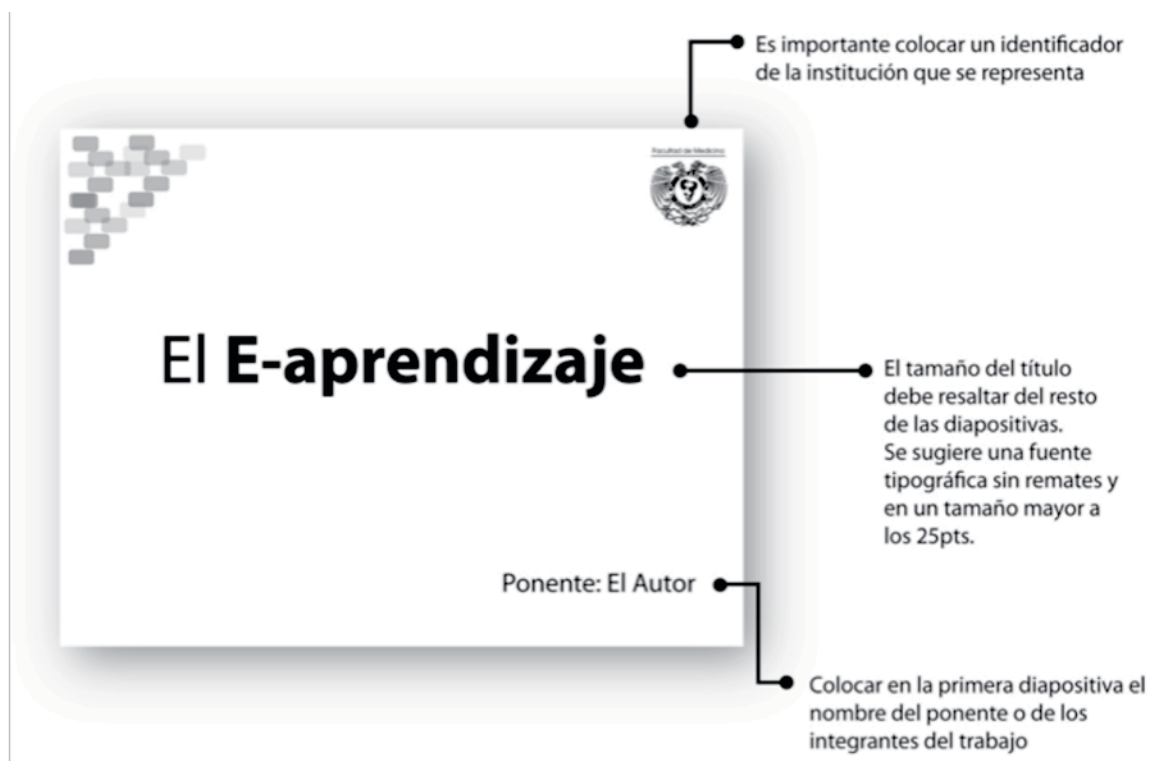 Es importante colocar un identificador
de la institución que se representa
Facultad de Medicina
El E-aprendizaje
El tamaño del título
debe resaltar del resto
de las diapositivas.
Se sugiere una fuente
tipográfica sin remates y
en un tamaño mayor a
los 25pts.
Ponente: El Autor
Colocar en la primera diapositiva el
nombre del ponente o de los
integrantes del trabajo